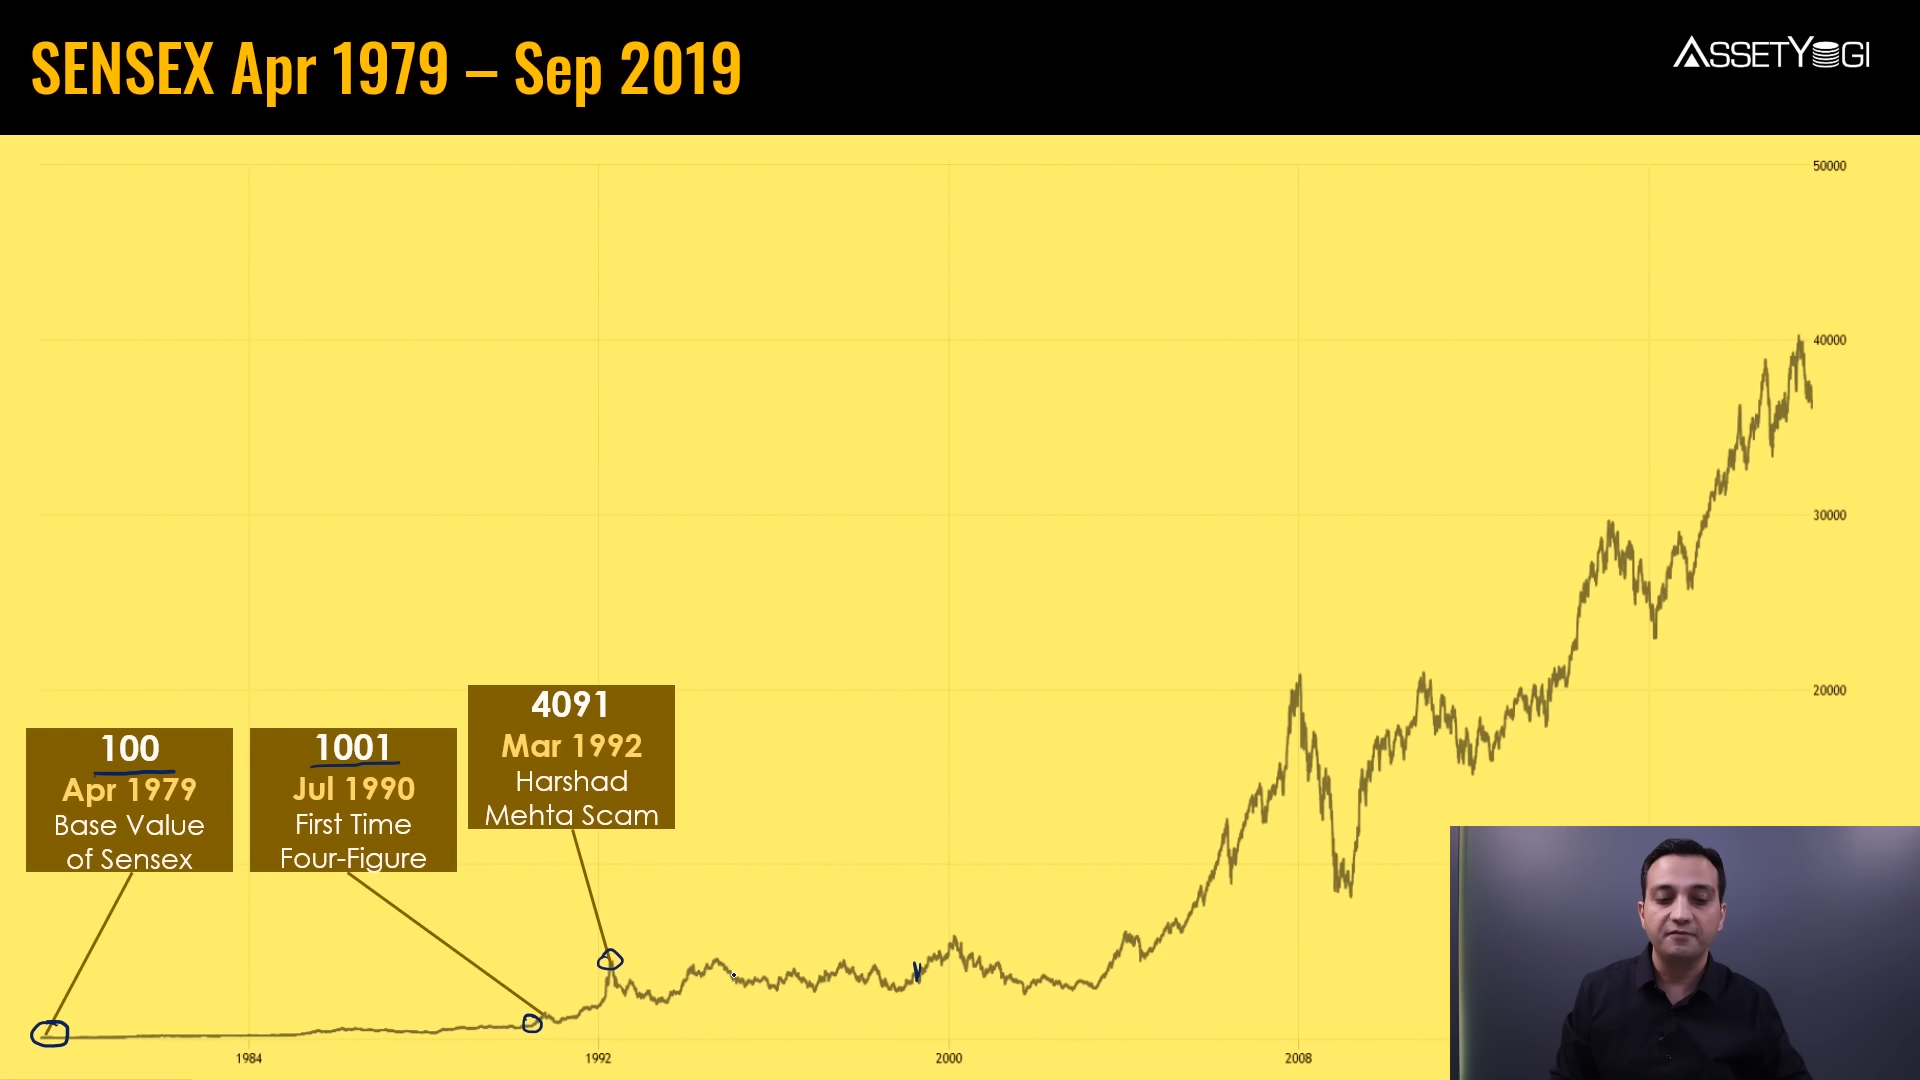 SENSEX Apr 1979 – Sep 2019
ASSETYOGI
50000
40000
30000
20000
4091
Mar 1992
Harshad
Mehta Scam
100
Apr 1979
Base Value
of Sensex
1001
Jul 1990
First Time
Four-Figure
1984
1992
2000
2008